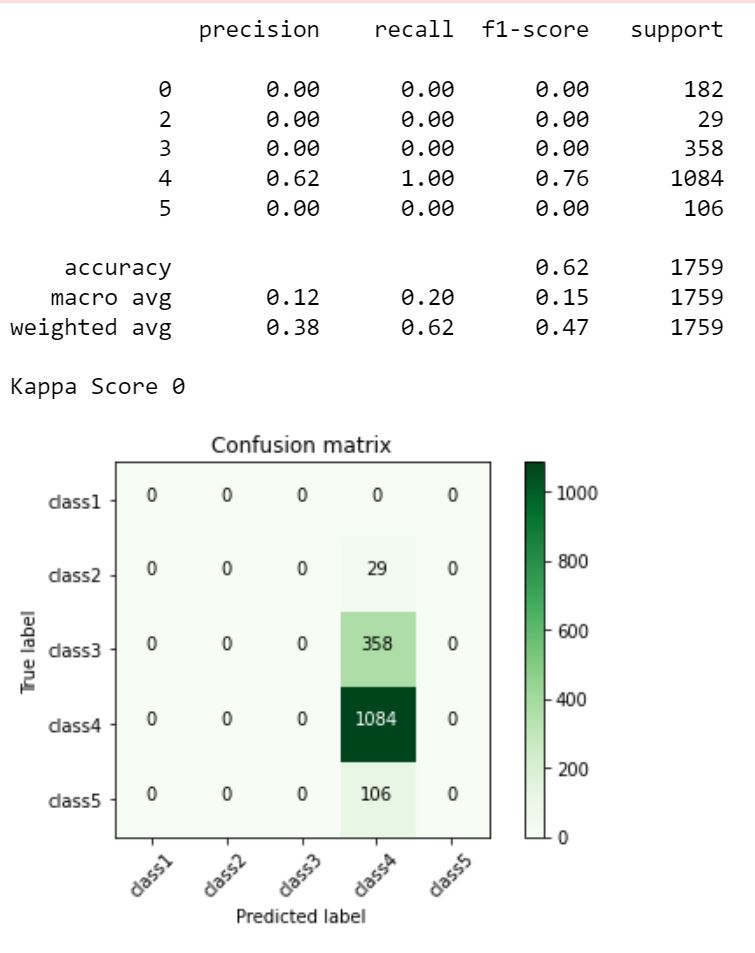 precision recall f1-score support
0 0.00 0.00 0.00 182
2 0.00 0.00 0.00 29
3 0.00 0.00 0.00 358
4 0.62 1.00 0.76 1084
5 0.00 0.00 0.00 106
accuracy 0.62 1759
macro avg 0.12 0.20 0.15 1759
weighted avg 0.38 0.62 0.47 1759
Kappa Score 0
Confusion matrix
class1 0 0 0 0 0
class2 0 0 0 29 0
class3 0 0 0 358 0
class4 0 0 0 1084 0
class5 0 0 0 106 0
class1 class2 class3 class4 class5
True label
Predicted label
1000
800
600
400
200
0